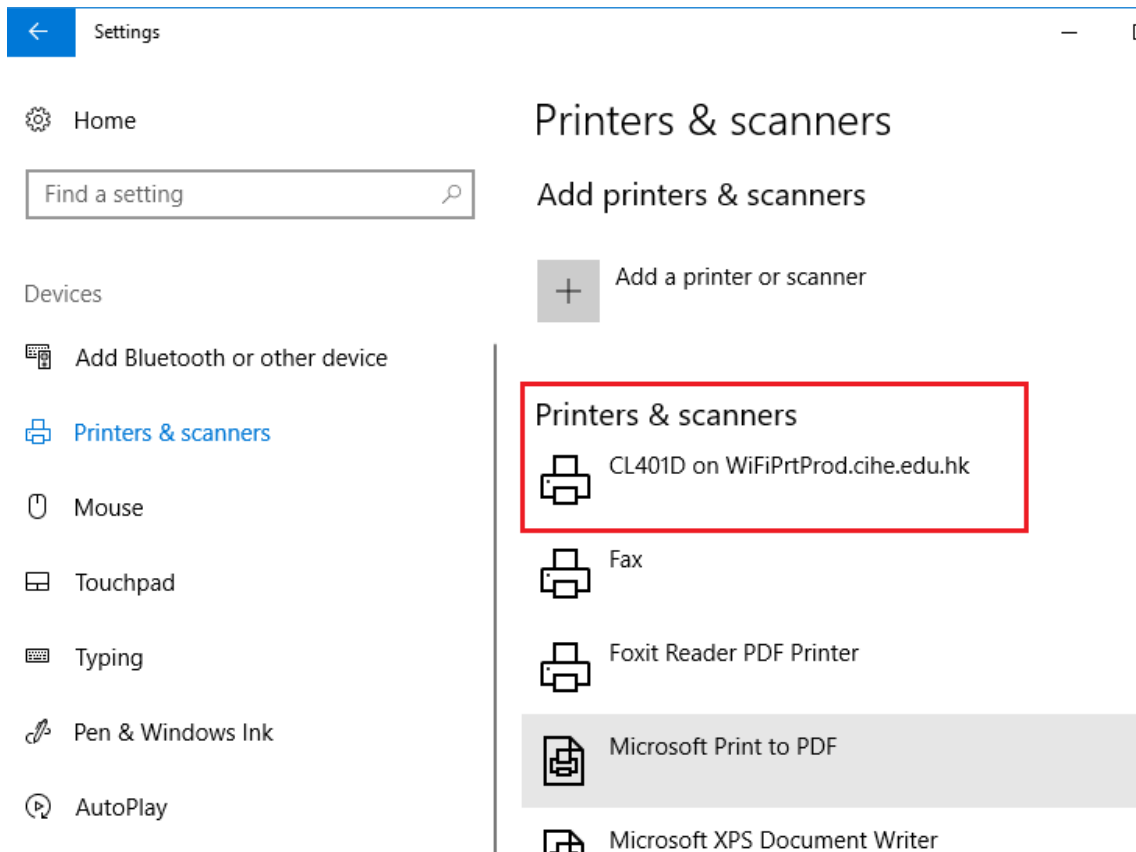 Settings
Home
Find a setting
Devices
Add Bluetooth or other device
Printers & scanners
Mouse
Touchpad
Typing
Pen & Windows Ink
AutoPlay
Printers & scanners
Add printers & scanners
Add a printer or scanner
Printers & scanners
CL401D on WiFiPrtProd.cihe.edu.hk
Fax
Foxit Reader PDF Printer
Microsoft Print to PDF
Microsoft XPS Document Writer